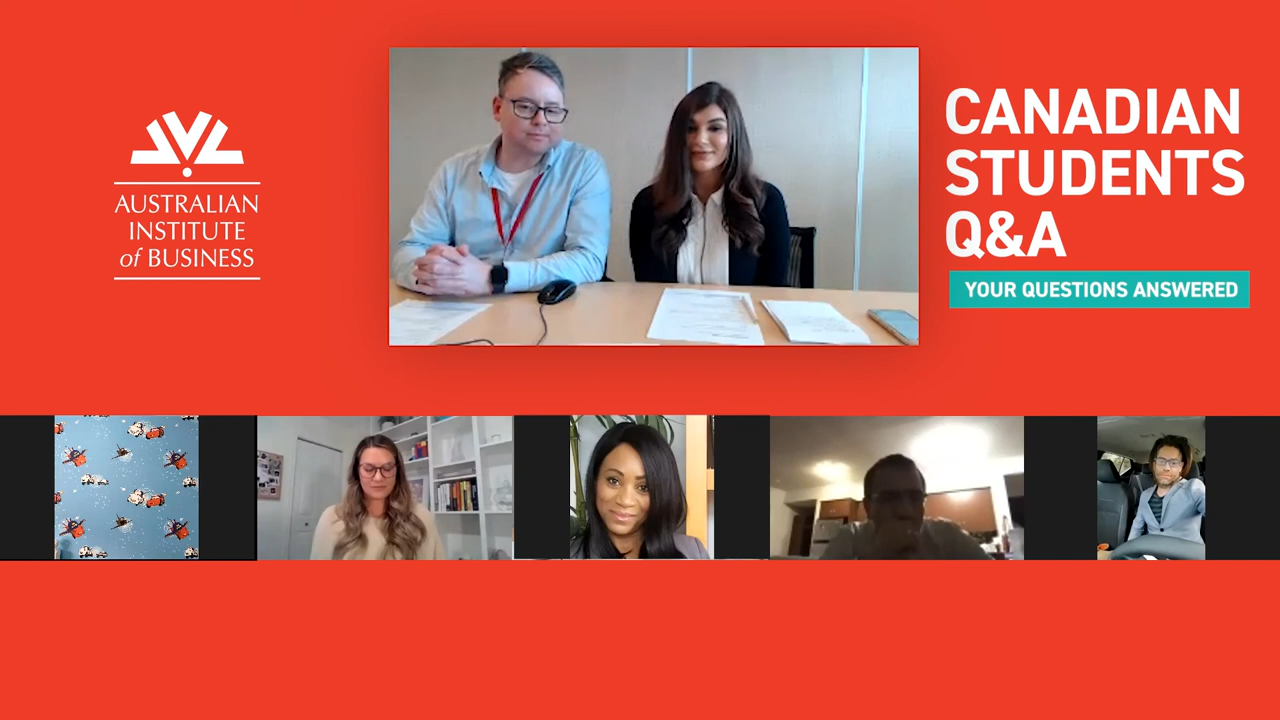 AUSTRALIAN
INSTITUTE
of BUSINESS
CANADIAN
STUDENTS
Q&A
YOUR QUESTIONS ANSWERED